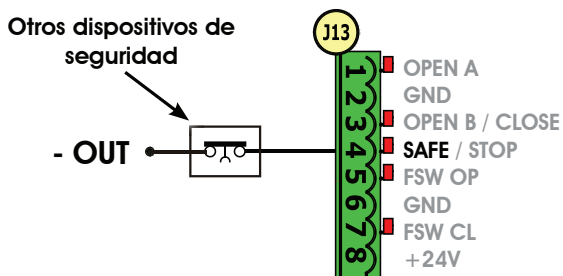 Otros dispositivos de
seguridad
J13
- OUT
1 OPEN A
2 GND
3 OPEN B / CLOSE
4 SAFE / STOP
5 FSW OP
6 GND
7 FSW CL
8 +24V